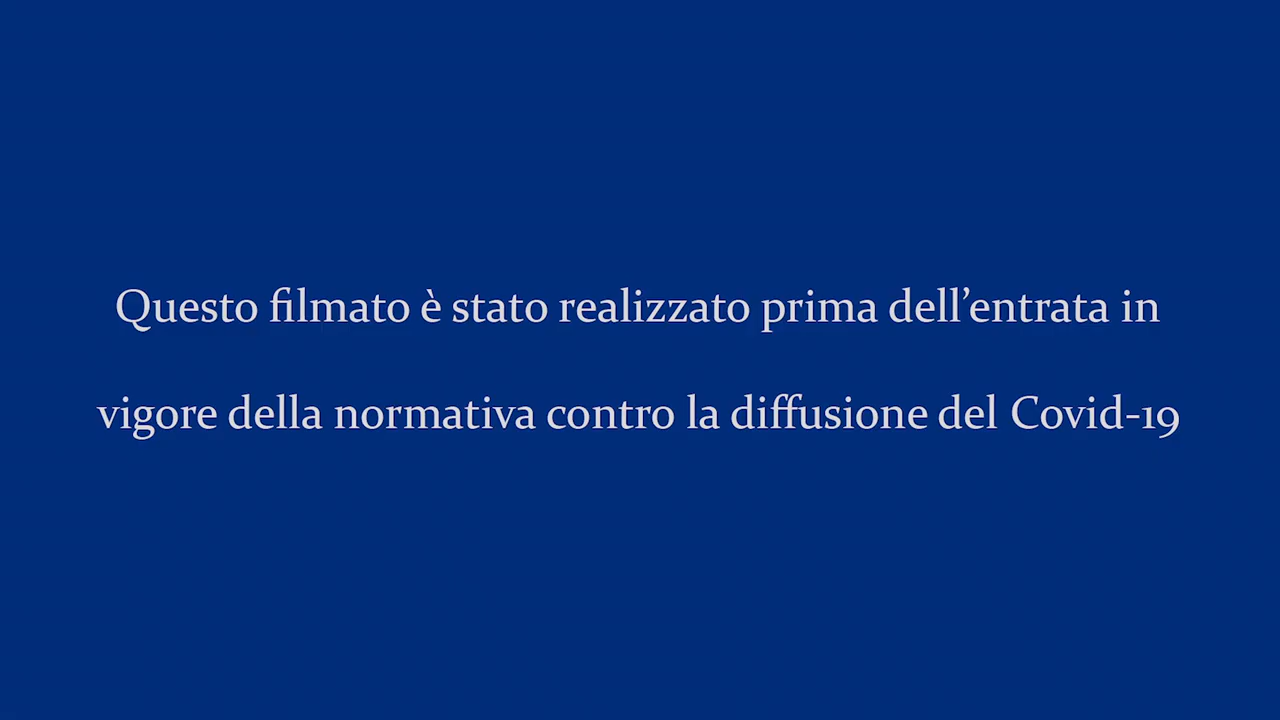 Questo filmato è stato realizzato prima dell’entrata in
vigore della normativa contro la diffusione del Covid-19